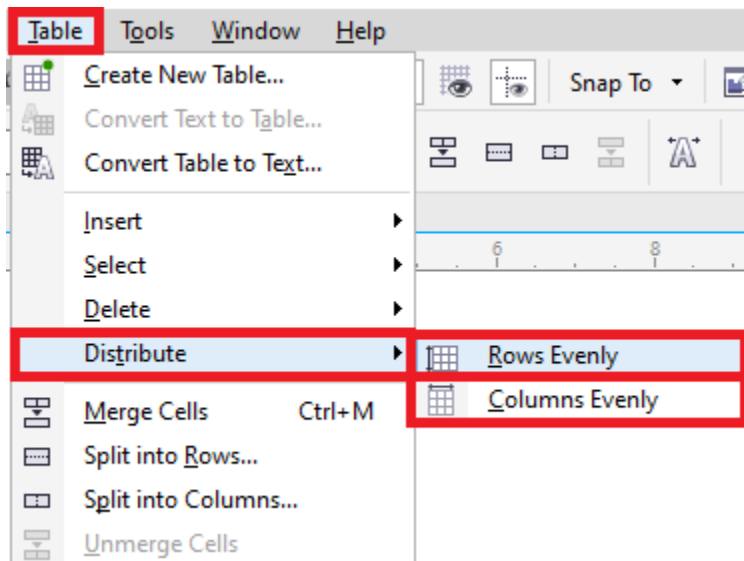 Table Tools Window Help
Create New Table...
Snap To
Convert Text to Table...
Convert Table to Text...
Insert
6 8
Select
Delete
Distribute
Rows Evenly
Columns Evenly
Merge Cells Ctrl+M
Split into Rows...
Split into Columns...
Unmerge Cells